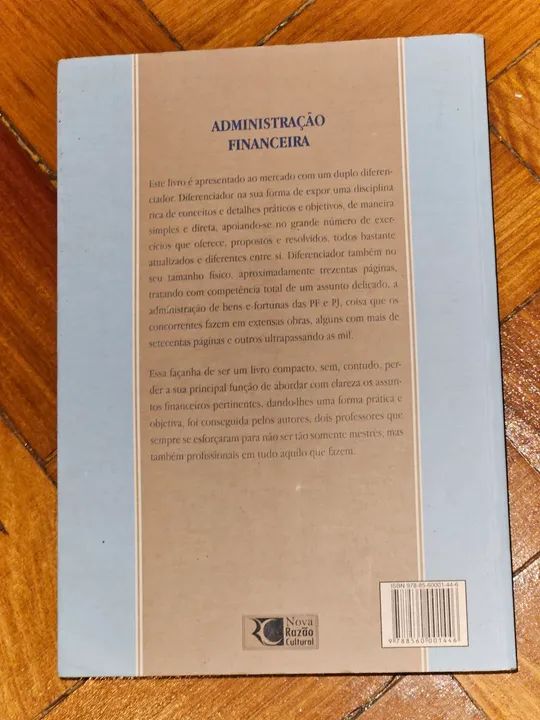 ADMINISTRAÇÃO
FINANCEIRA
Este livro é apresentado ao mercado com um duplo diferen-
ciador. Diferenciador na sua forma de expor uma disciplina
rica de conceitos e detalhes práticos e objetivos, de maneira
simples e direta, apoiando-se no grande número de exer-
cícios que oferece, propostos e resolvidos, todos bastante
atualizados e diferentes entre si. Diferenciador também no
seu tamanho físico, aproximadamente trezentas páginas,
tratando com competência total de um assunto delicado, a
administração de bens e fortunas das PF e PJ, coisa que os
concorrentes fazem em extensas obras, alguns com mais de
setecentas páginas e outros ultrapassando as mil.
Essa façanha de ser um livro compacto, sem, contudo, per-
der a sua principal função de abordar com clareza os assun-
tos financeiros pertinentes, dando-lhes uma forma prática e
objetiva, foi conseguida pelos autores, dois professores que
sempre se esforçaram para não ser tão somente mestres, mas
também profissionais em tudo aquilo que fazem.
ISBN 978-85-60001-44-6
9 788560 001446
Nova
Razão
Cultural